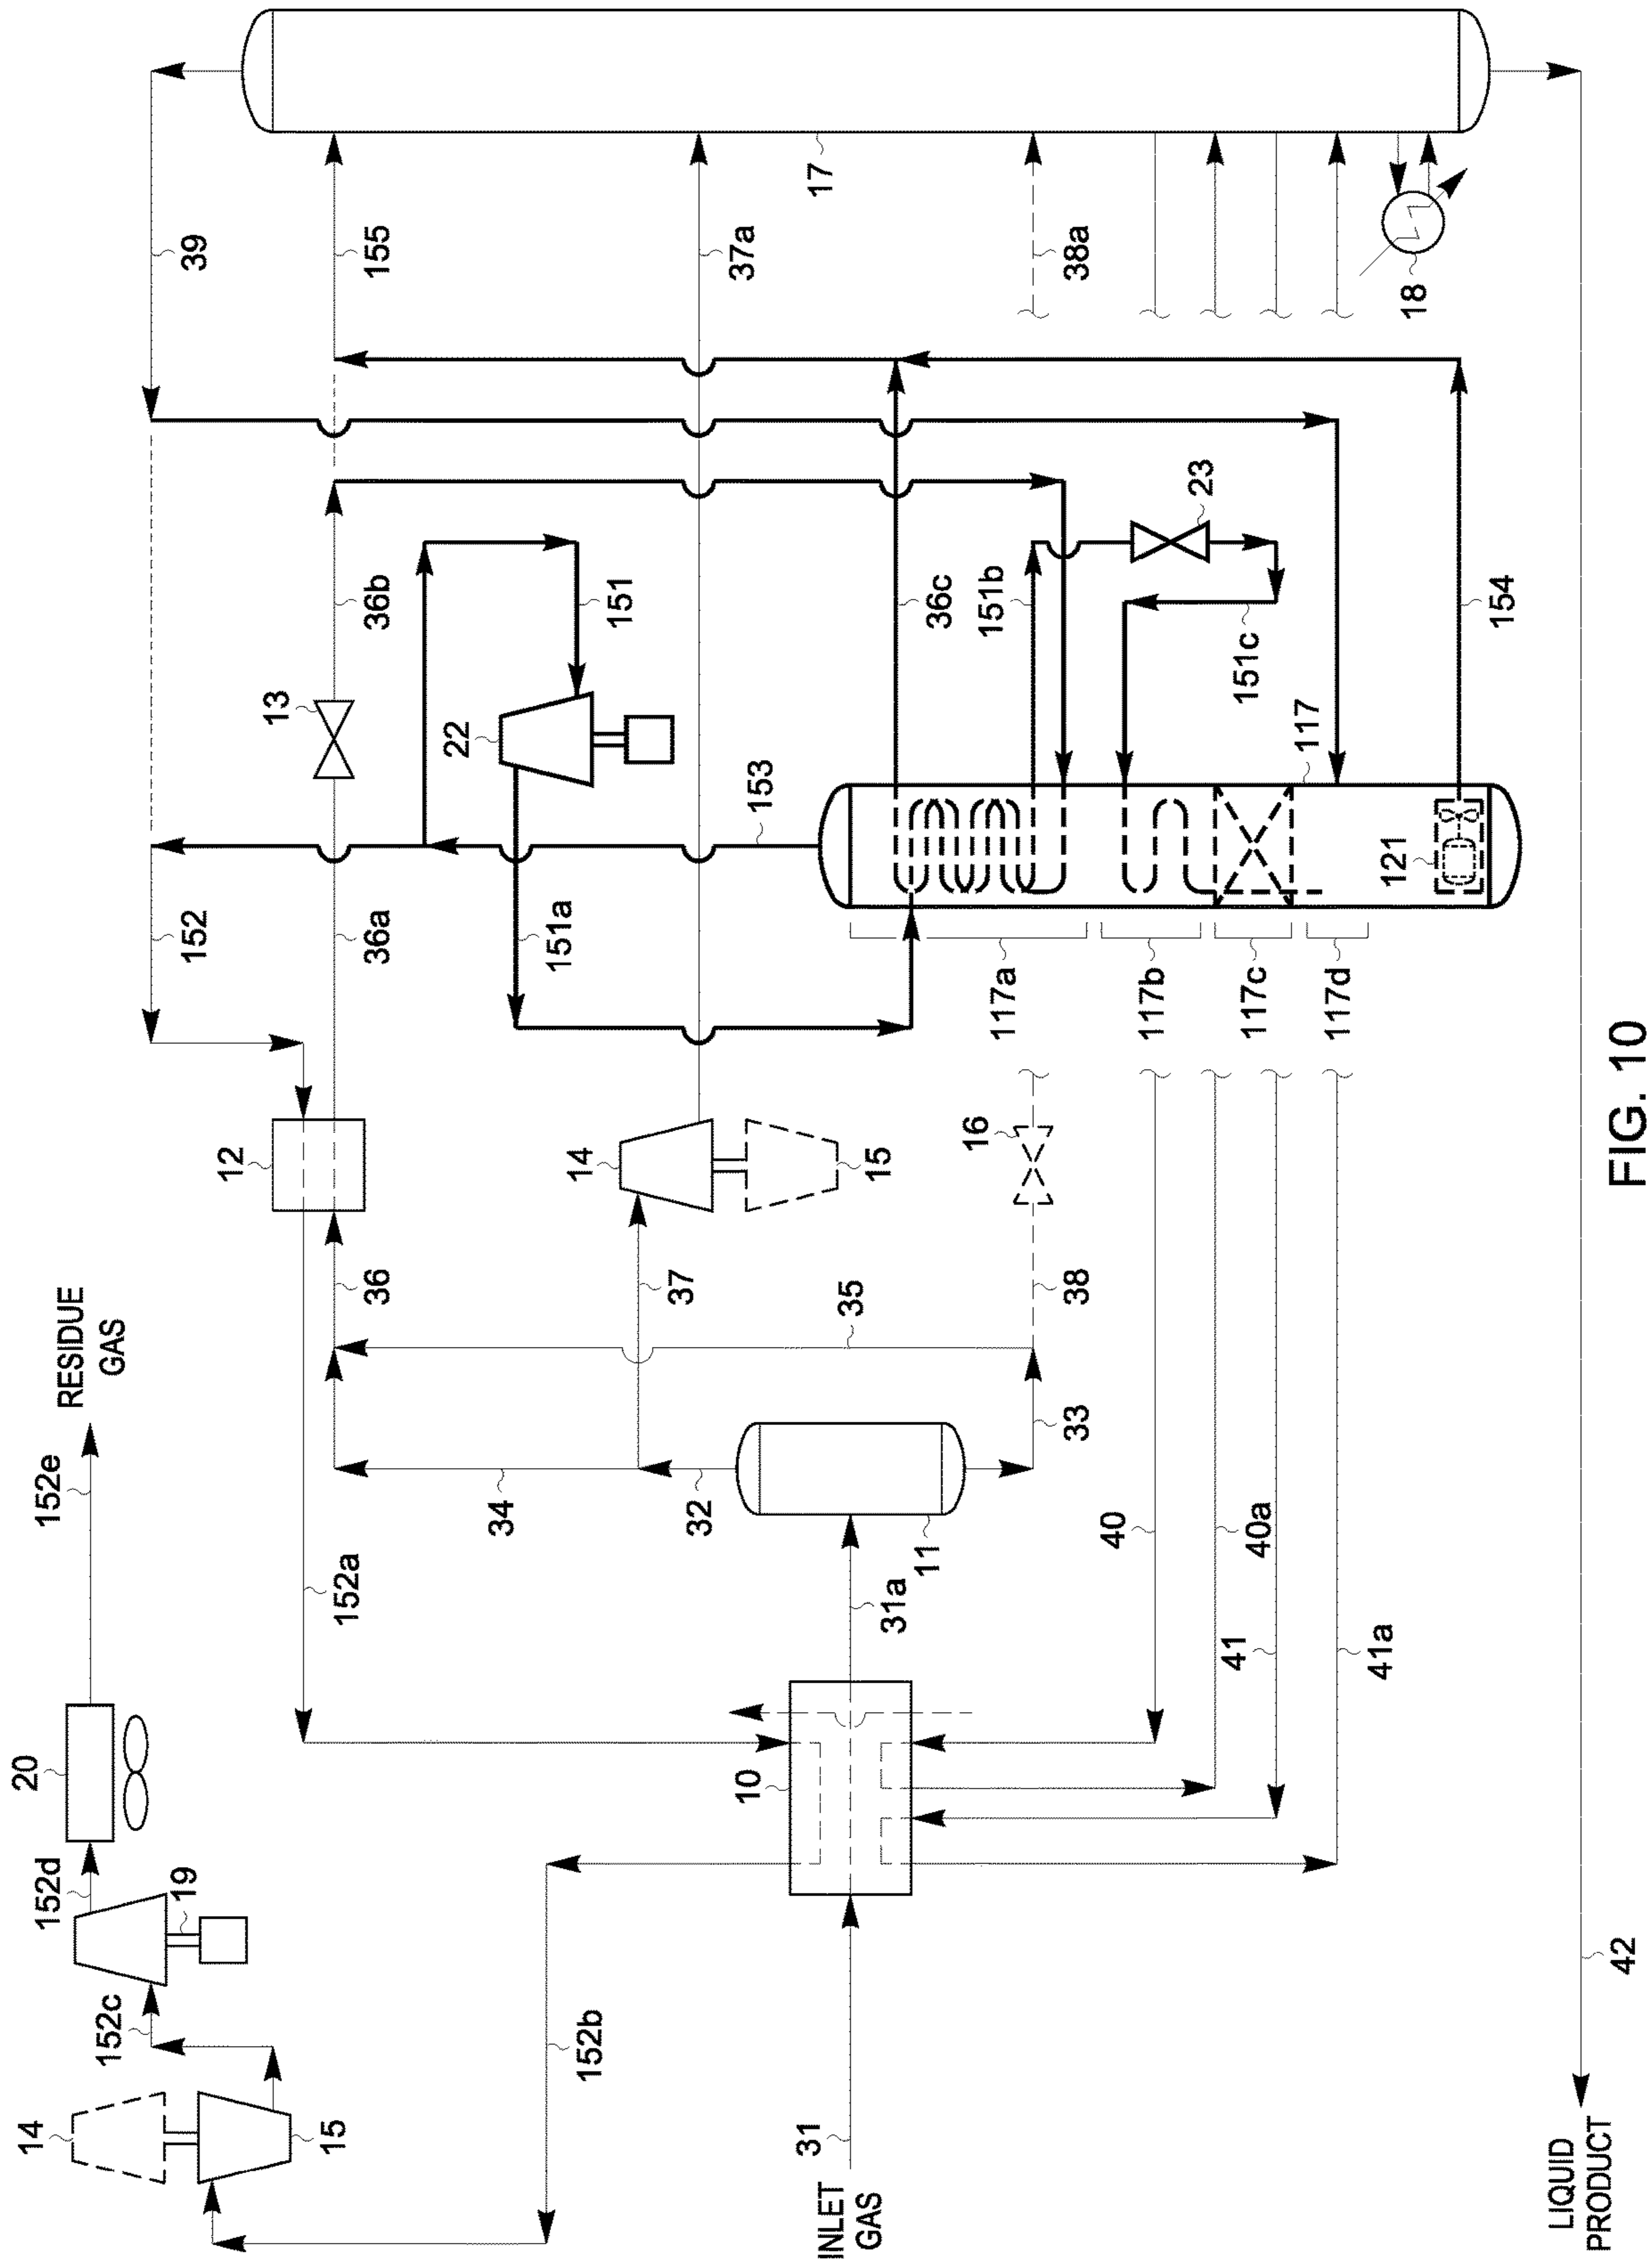 RESIDUE
GAS
152e
20
152d
19
152c
14
15
152b
152a
12
36
34
32
37
35
33
38
16
14
15
11
31a
10
31
INLET
GAS
40
40a
41
41a
42
LIQUID
PRODUCT
152
36a
13
36b
39
155
37a
17
38a
18
22
151
151a
153
36c
151b
23
151c
154
117
121
117a
117b
117c
117d
FIG. 10